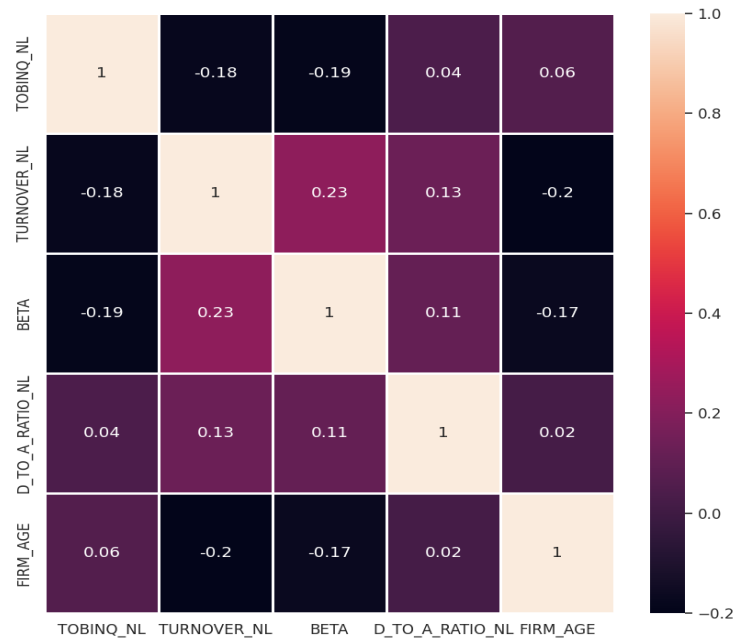 TOBINQ_NL 1 -0.18 -0.19 0.04 0.06
TURNOVER_NL -0.18 1 0.23 0.13 -0.2
BETA -0.19 0.23 1 0.11 -0.17
D_TO_A_RATIO_NL 0.04 0.13 0.11 1 0.02
FIRM_AGE 0.06 -0.2 -0.17 0.02 1
TOBINQ_NL TURNOVER_NL BETA D_TO_A_RATIO_NL FIRM_AGE
1.0
0.8
0.6
0.4
0.2
0.0
−0.2